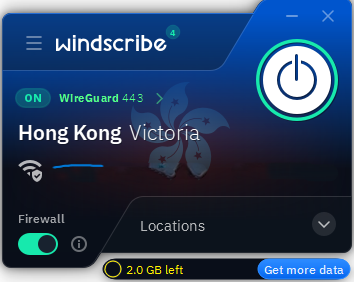 windscribe 4
ON WireGuard 443
Hong Kong Victoria
Firewall
Locations
2.0 GB left Get more data